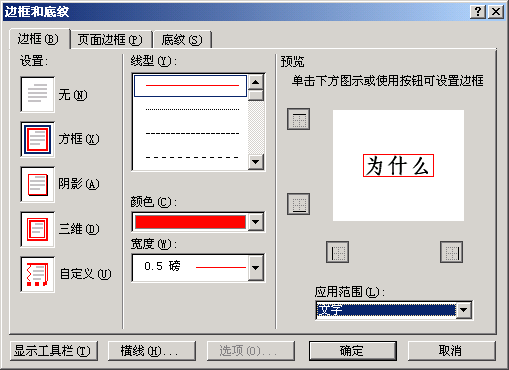 边框和底纹
边框(B) 页面边框(P) 底纹(S)
设置:
无(N)
方框(X)
阴影(A)
三维(D)
自定义(U)
线型(Y):
颜色(C):
宽度(W):
0.5 磅
预览
单击下方图示或使用按钮可设置边框
为什么
应用范围(L):
文字
显示工具栏(T) 横线(H)... 选项(O)... 确定 取消